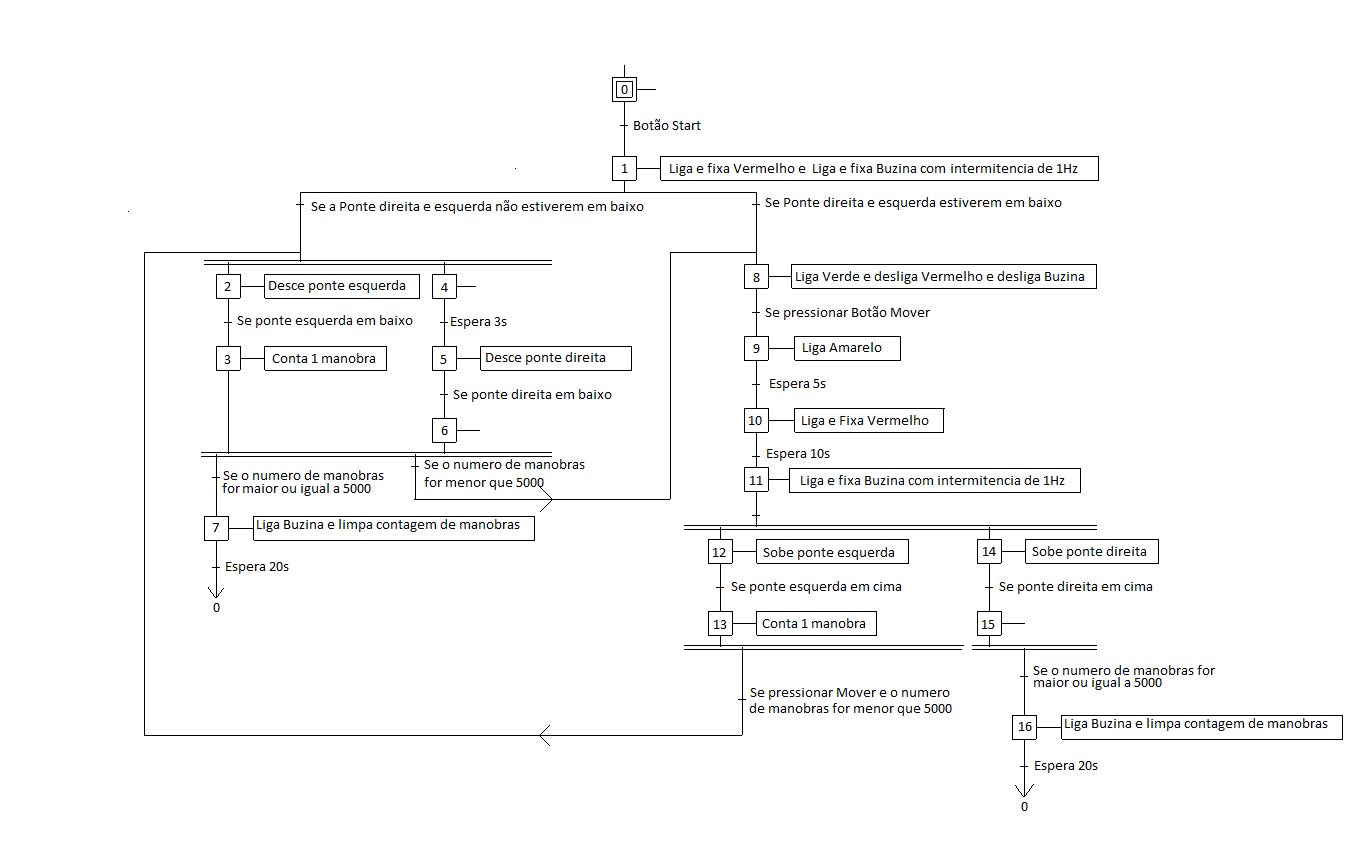 0
Botão Start
1
Liga e fixa Vermelho e Liga e fixa Buzina com intermitencia de 1Hz
Se a Ponte direita e esquerda não estiverem em baixo
Se Ponte direita e esquerda estiverem em baixo
2
Desce ponte esquerda
4
Se ponte esquerda em baixo
Espera 3s
3
Conta 1 manobra
5
Desce ponte direita
Se ponte direita em baixo
6
Se o numero de manobras
for maior ou igual a 5000
Se o numero de manobras
for menor que 5000
7
Liga Buzina e limpa contagem de manobras
Espera 20s
0
8
Liga Verde e desliga Vermelho e desliga Buzina
Se pressionar Botão Mover
9
Liga Amarelo
Espera 5s
10
Liga e Fixa Vermelho
Espera 10s
11
Liga e fixa Buzina com intermitencia de 1Hz
12
Sobe ponte esquerda
14
Sobe ponte direita
Se ponte esquerda em cima
Se ponte direita em cima
13
Conta 1 manobra
15
Se pressionar Mover e o numero
de manobras for menor que 5000
Se o numero de manobras for
maior ou igual a 5000
16
Liga Buzina e limpa contagem de manobras
Espera 20s
0